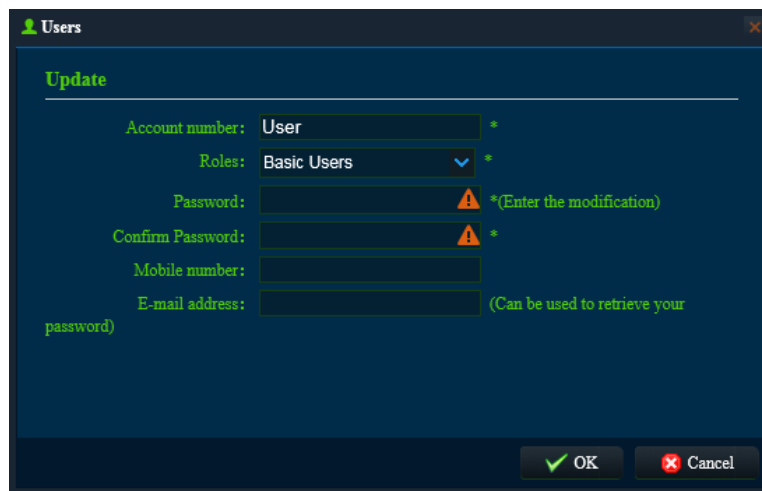 Users
Update
Account number: User *
Roles: Basic Users *
Password: *(Enter the modification)
Confirm Password: *
Mobile number:
E-mail address: (Can be used to retrieve your
password)
OK Cancel